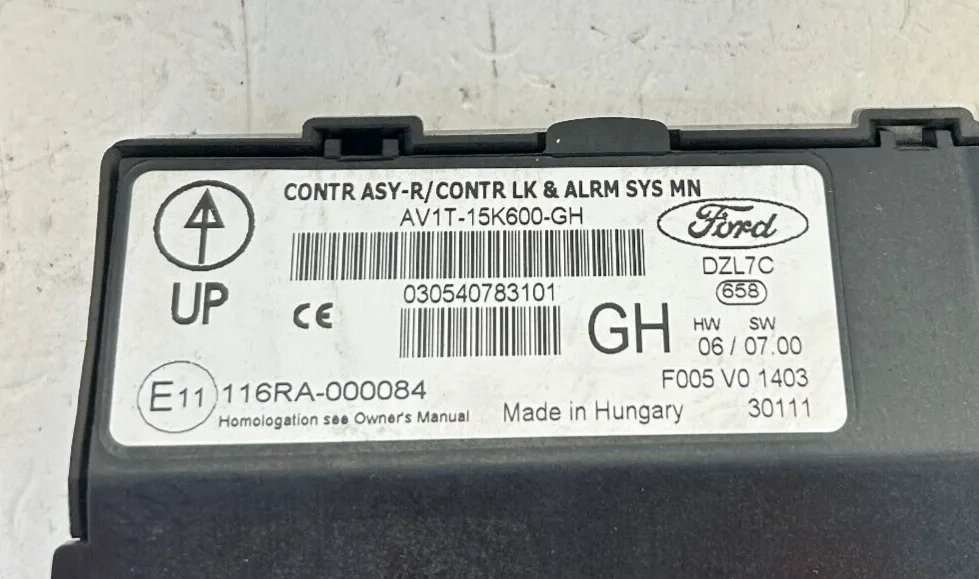 CONTR ASY-R/CONTR LK & ALRM SYS MN
AV1T-15K600-GH
Ford
DZL7C
658
UP
CE
030540783101
GH
HW SW
06 / 07.00
E11 116RA-000084
Homologation see Owner's Manual
Made in Hungary
F005 V0 1403
30111